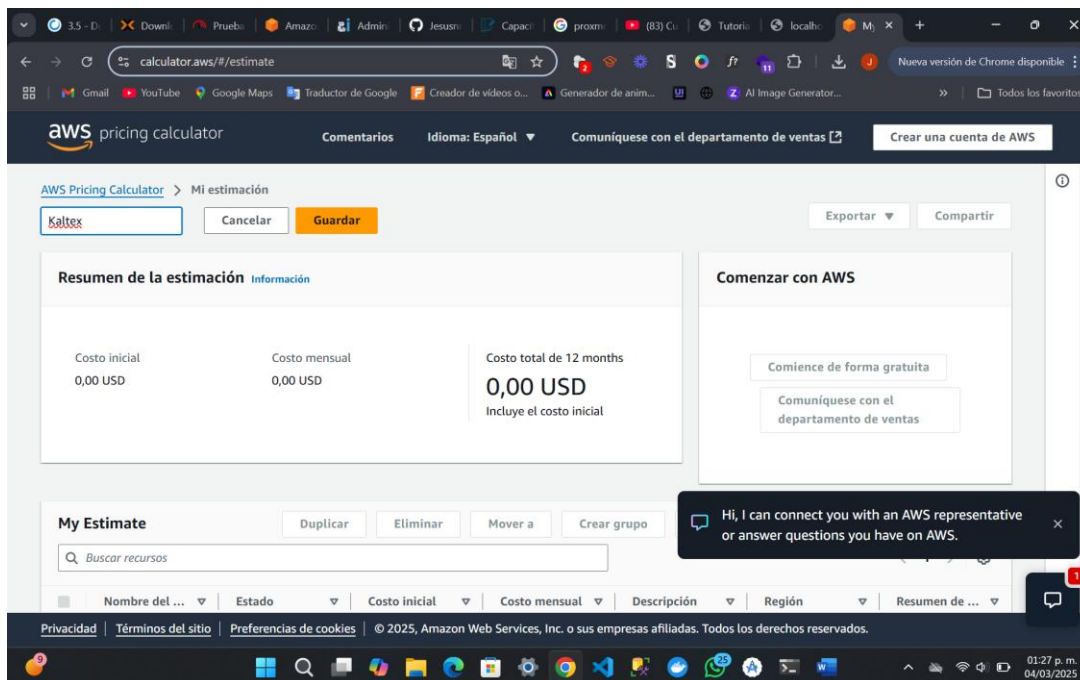 3.5 - D
Downl
Prueba
Amazo
Admini
Jesusn
Capaci
proxm
(83) Cu
Tutoria
localho
My
calculator.aws/#/estimate
Nueva versión de Chrome disponible
Gmail
YouTube
Google Maps
Traductor de Google
Creador de vídeos o...
Generador de anim...
AI Image Generator...
»
Todos los favoritos
aws pricing calculator
Comentarios
Idioma: Español
Comuníquese con el departamento de ventas
Crear una cuenta de AWS
AWS Pricing Calculator > Mi estimación
Kaltex
Cancelar
Guardar
Exportar
Compartir
Resumen de la estimación Información
Costo inicial
0,00 USD
Costo mensual
0,00 USD
Costo total de 12 months
0,00 USD
Incluye el costo inicial
Comenzar con AWS
Comience de forma gratuita
Comuníquese con el
departamento de ventas
My Estimate
Duplicar
Eliminar
Mover a
Crear grupo
Hi, I can connect you with an AWS representative
or answer questions you have on AWS.
Buscar recursos
Nombre del ...
Estado
Costo inicial
Costo mensual
Descripción
Región
Resumen de ...
1
Privacidad | Términos del sitio | Preferencias de cookies | © 2025, Amazon Web Services, Inc. o sus empresas afiliadas. Todos los derechos reservados.
9
25
01:27 p. m.
04/03/2025